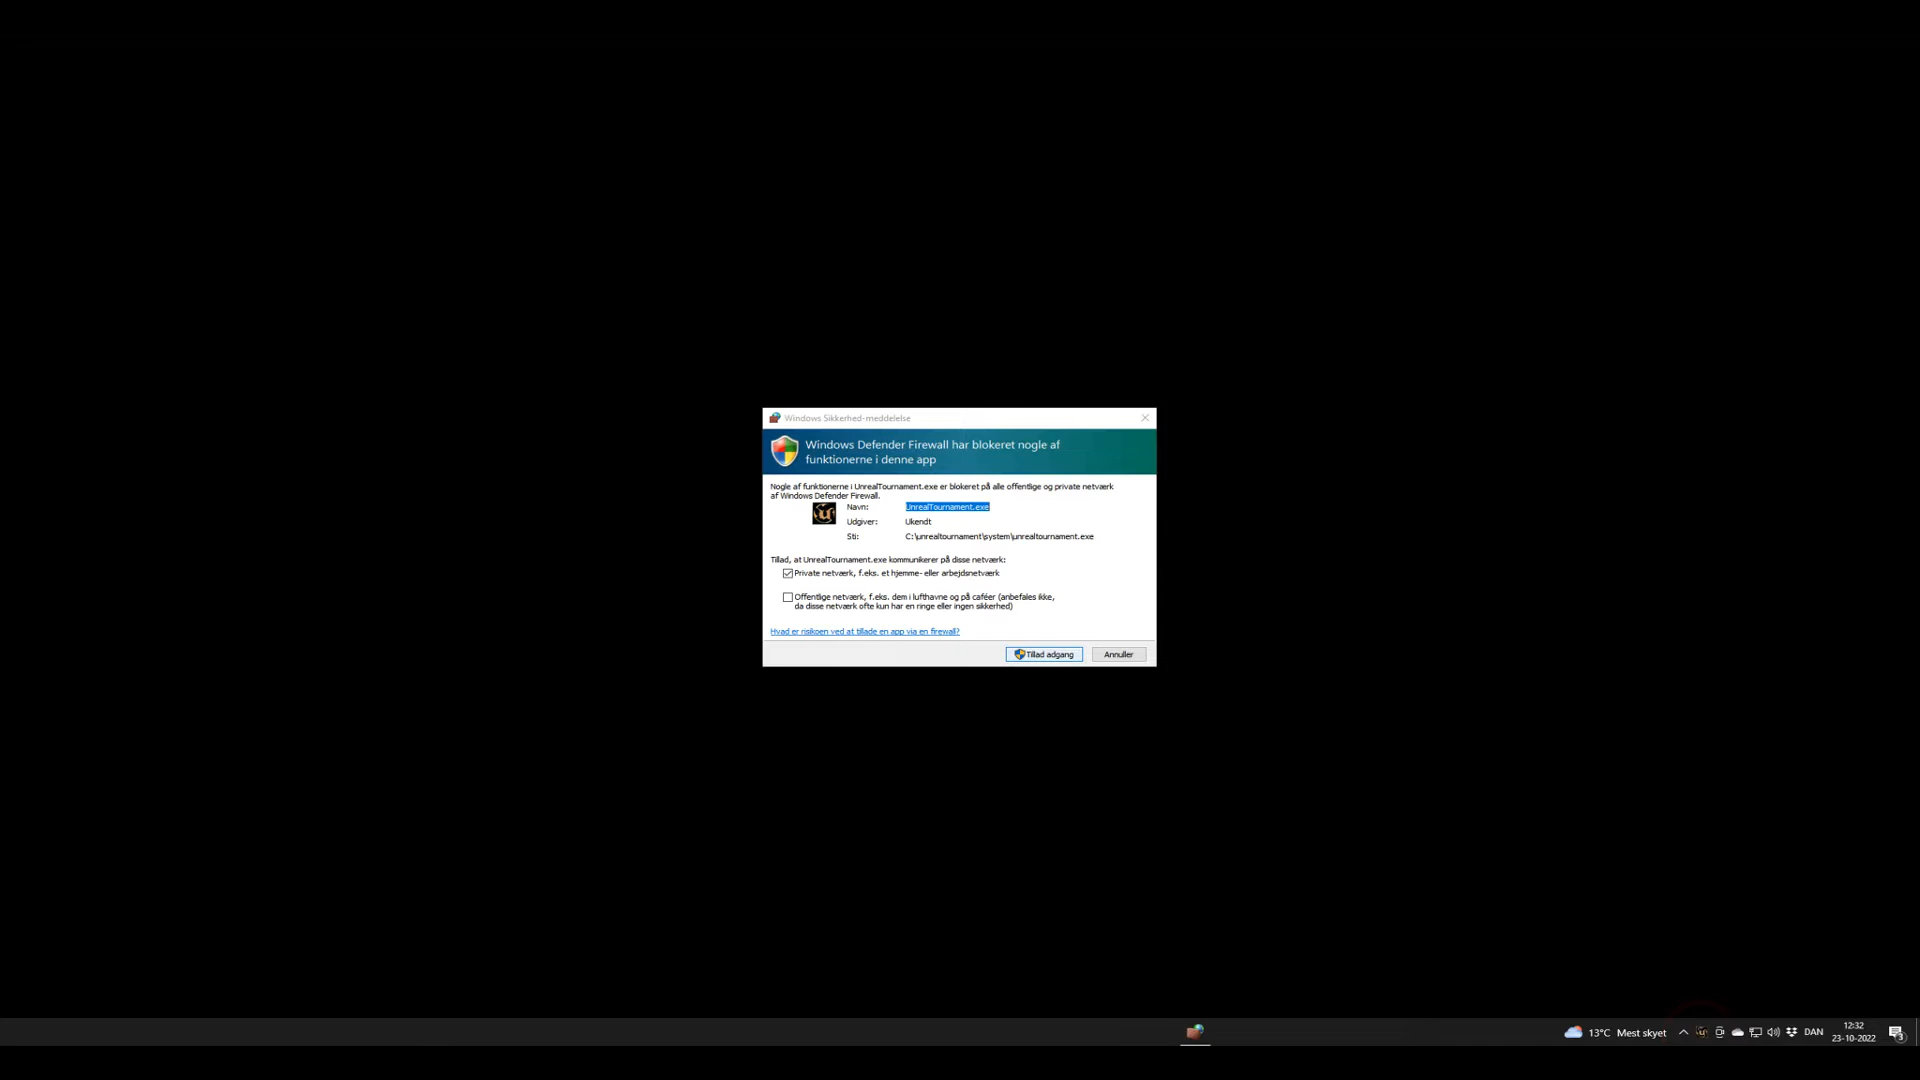 Windows Sikkerhed-meddelelse
Windows Defender Firewall har blokeret nogle af
funktionerne i denne app
Nogle af funktionerne i UnrealTournament.exe er blokeret på alle offentlige og private netværk
af Windows Defender Firewall.
Navn: UnrealTournament.exe
Udgiver: Ukendt
Sti: C:\unrealtournament\system\unrealtournament.exe
Tillad, at UnrealTournament.exe kommunikerer på disse netværk:
Private netværk, f.eks. et hjemme- eller arbejdsnetværk
Offentlige netværk, f.eks. dem i lufthavne og på caféer (anbefales ikke,
da disse netværk ofte kun har en ringe eller ingen sikkerhed)
Hvad er risikoen ved at tillade en app via en firewall?
Tillad adgang Annuller
13°C Mest skyet DAN 12:32
23-10-2022 3